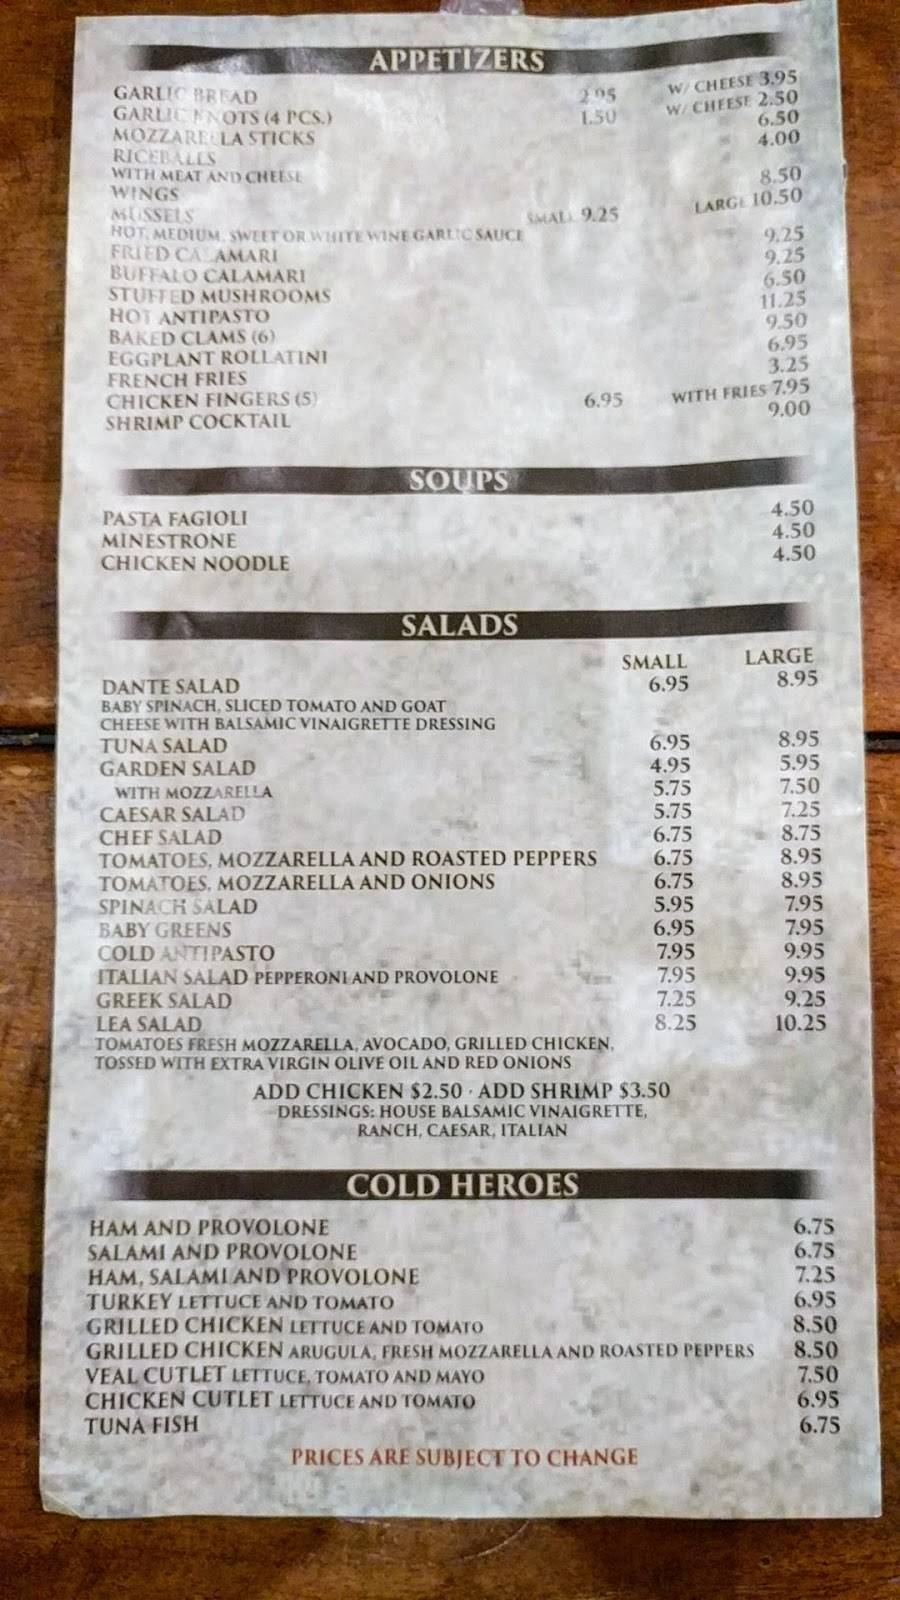 APPETIZERS
GARLIC BREAD 2.95 W/ CHEESE 3.95
GARLIC KNOTS (4 PCS.) 1.50 W/ CHEESE 2.50
MOZZARELLA STICKS 6.50
RICEBALLS 4.00
WITH MEAT AND CHEESE
WINGS 8.50
MUSSELS SMALL 9.25 LARGE 10.50
HOT, MEDIUM, SWEET OR WHITE WINE GARLIC SAUCE
FRIED CALAMARI 9.25
BUFFALO CALAMARI 9.25
STUFFED MUSHROOMS 6.50
HOT ANTIPASTO 11.25
BAKED CLAMS (6) 9.50
EGGPLANT ROLLATINI 6.95
FRENCH FRIES 3.25
CHICKEN FINGERS (5) 6.95 WITH FRIES 7.95
SHRIMP COCKTAIL 9.00
SOUPS
PASTA FAGIOLI 4.50
MINESTRONE 4.50
CHICKEN NOODLE 4.50
SALADS
SMALL LARGE
DANTE SALAD 6.95 8.95
BABY SPINACH, SLICED TOMATO AND GOAT
CHEESE WITH BALSAMIC VINAIGRETTE DRESSING
TUNA SALAD 6.95 8.95
GARDEN SALAD 4.95 5.95
WITH MOZZARELLA 5.75 7.50
CAESAR SALAD 5.75 7.25
CHEF SALAD 6.75 8.75
TOMATOES, MOZZARELLA AND ROASTED PEPPERS 6.75 8.95
TOMATOES, MOZZARELLA AND ONIONS 6.75 8.95
SPINACH SALAD 5.95 7.95
BABY GREENS 6.95 7.95
COLD ANTIPASTO 7.95 9.95
ITALIAN SALAD PEPPERONI AND PROVOLONE 7.95 9.95
GREEK SALAD 7.25 9.25
LEA SALAD 8.25 10.25
TOMATOES FRESH MOZZARELLA, AVOCADO, GRILLED CHICKEN,
TOSSED WITH EXTRA VIRGIN OLIVE OIL AND RED ONIONS
ADD CHICKEN $2.50 · ADD SHRIMP $3.50
DRESSINGS: HOUSE BALSAMIC VINAIGRETTE,
RANCH, CAESAR, ITALIAN
COLD HEROES
HAM AND PROVOLONE 6.75
SALAMI AND PROVOLONE 6.75
HAM, SALAMI AND PROVOLONE 7.25
TURKEY LETTUCE AND TOMATO 6.95
GRILLED CHICKEN LETTUCE AND TOMATO 8.50
GRILLED CHICKEN ARUGULA, FRESH MOZZARELLA AND ROASTED PEPPERS 8.50
VEAL CUTLET LETTUCE, TOMATO AND MAYO 7.50
CHICKEN CUTLET LETTUCE AND TOMATO 6.95
TUNA FISH 6.75
PRICES ARE SUBJECT TO CHANGE